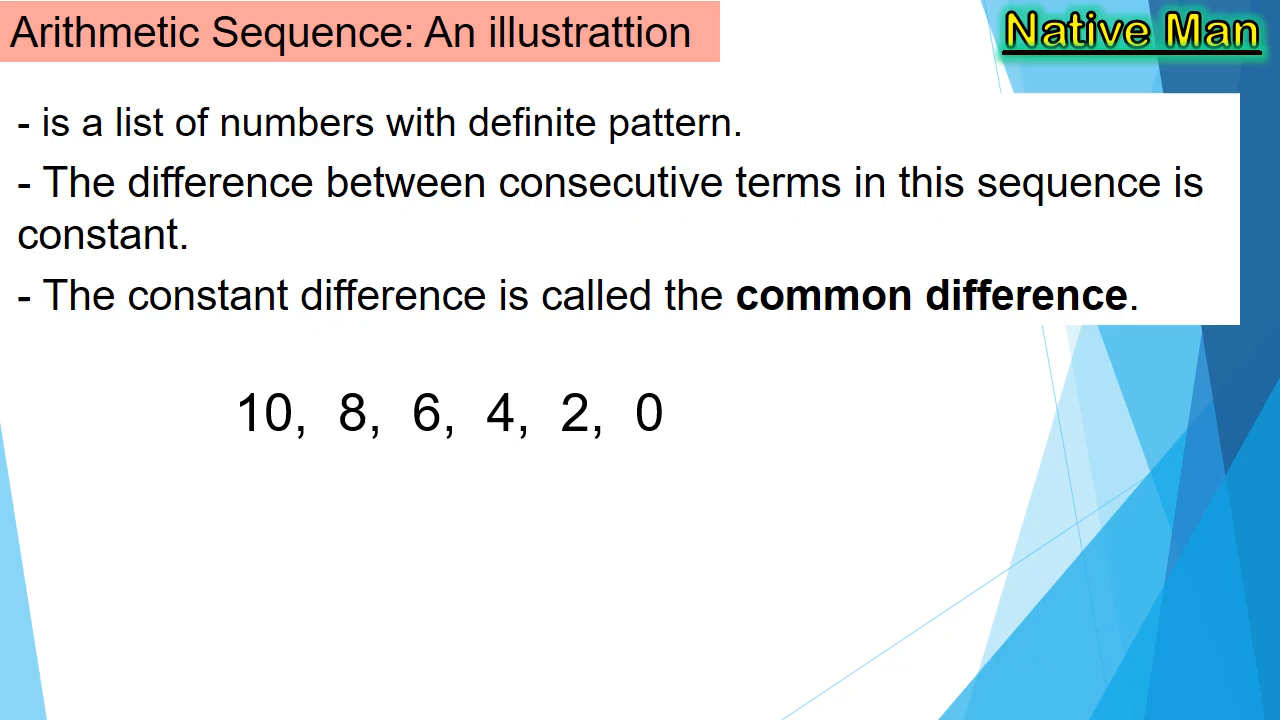 Arithmetic Sequence: An illustrattion
Native Man
- is a list of numbers with definite pattern.
- The difference between consecutive terms in this sequence is
constant.
- The constant difference is called the common difference.
10, 8, 6, 4, 2, 0